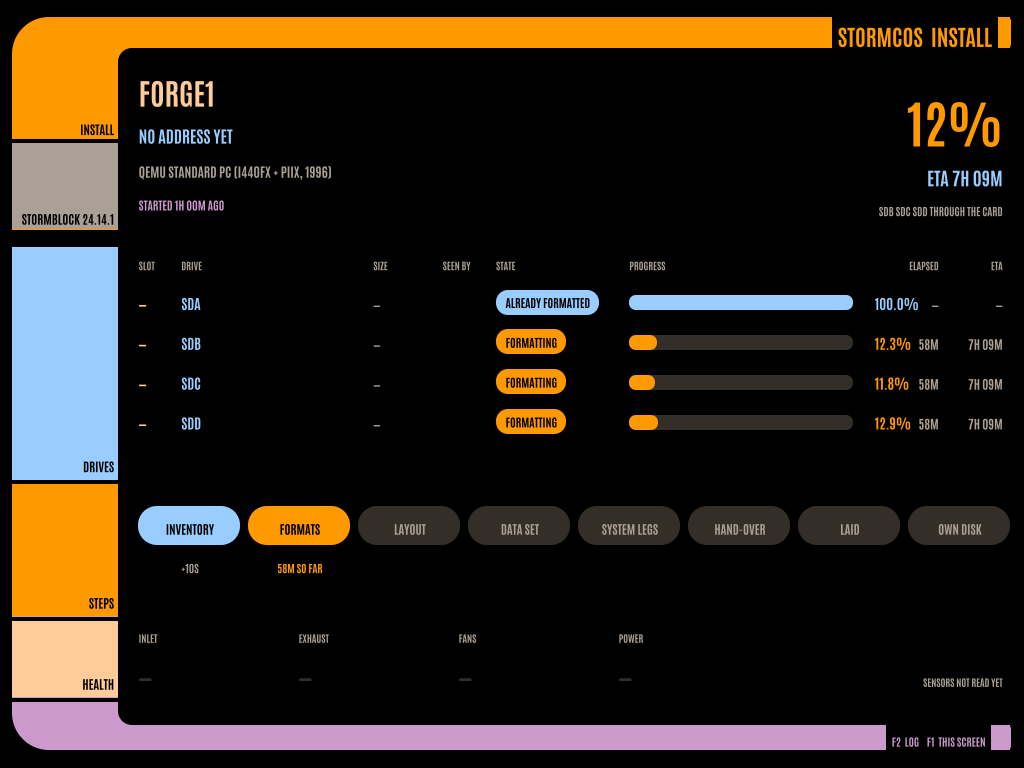 STORMCOS INSTALL
FORGE1
12%
INSTALL
NO ADDRESS YET
QEMU STANDARD PC (I440FX + PIIX, 1996)
ETA 7H 09M
STARTED 1H 00M AGO
SDB SDC SDD THROUGH THE CARD
STORMBLOCK 24.14.1
SLOT DRIVE SIZE SEEN BY STATE PROGRESS ELAPSED ETA
– SDA – ALREADY FORMATTED 100.0% – –
– SDB – FORMATTING 12.3% 58M 7H 09M
– SDC – FORMATTING 11.8% 58M 7H 09M
– SDD – FORMATTING 12.9% 58M 7H 09M
DRIVES
INVENTORY FORMATS LAYOUT DATA SET SYSTEM LEGS HAND-OVER LAID OWN DISK
+10S 58M SO FAR
STEPS
INLET EXHAUST FANS POWER
— — — —
SENSORS NOT READ YET
HEALTH
F2 LOG F1 THIS SCREEN